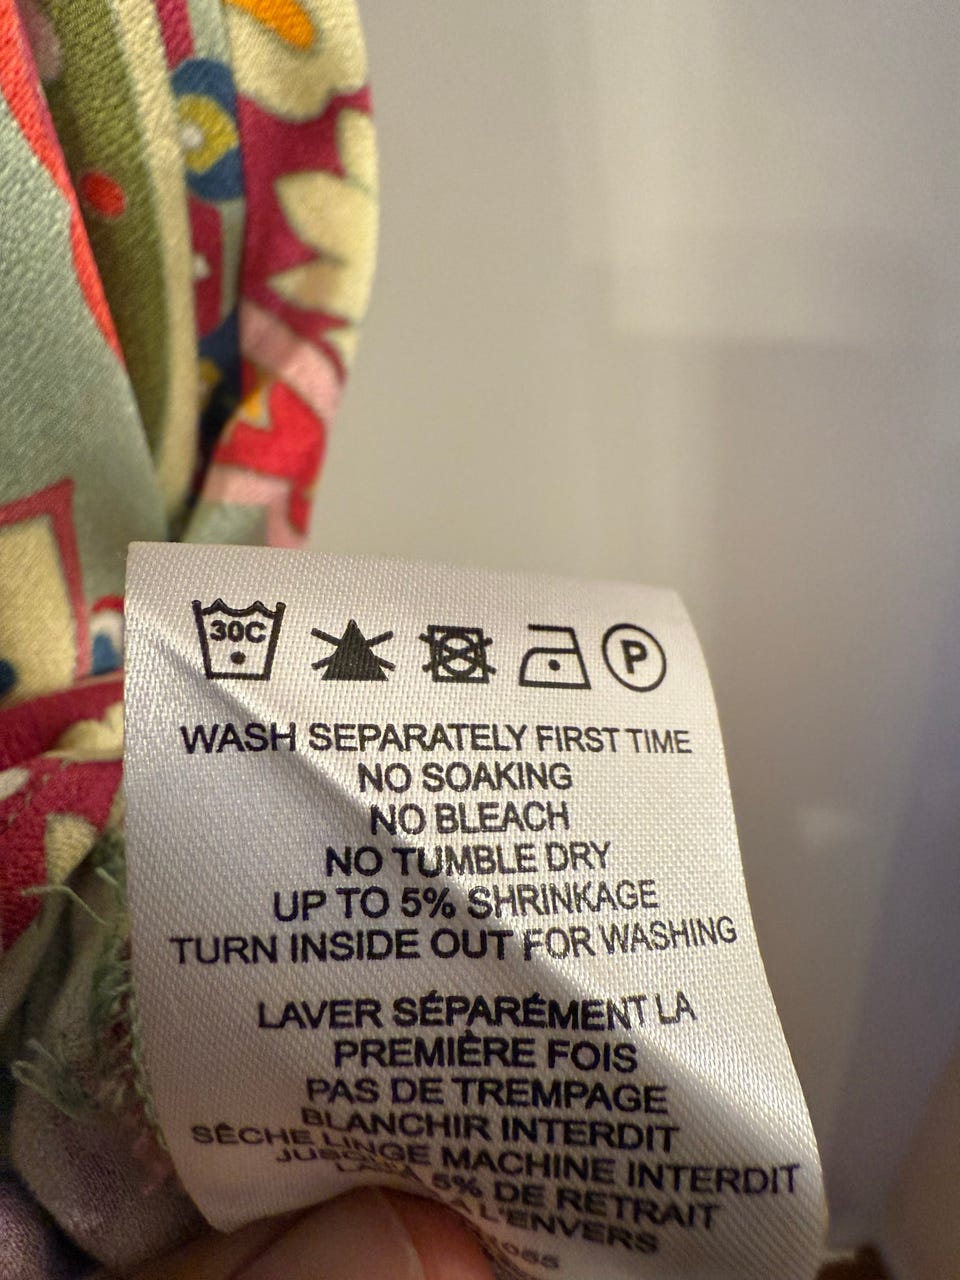 30C P
WASH SEPARATELY FIRST TIME
NO SOAKING
NO BLEACH
NO TUMBLE DRY
UP TO 5% SHRINKAGE
TURN INSIDE OUT FOR WASHING
LAVER SÉPARÉMENT LA
PREMIÈRE FOIS
PAS DE TREMPAGE
BLANCHIR INTERDIT
SÈCHE LINGE MACHINE INTERDIT
5% DE RETRAIT
A L'ENVERS